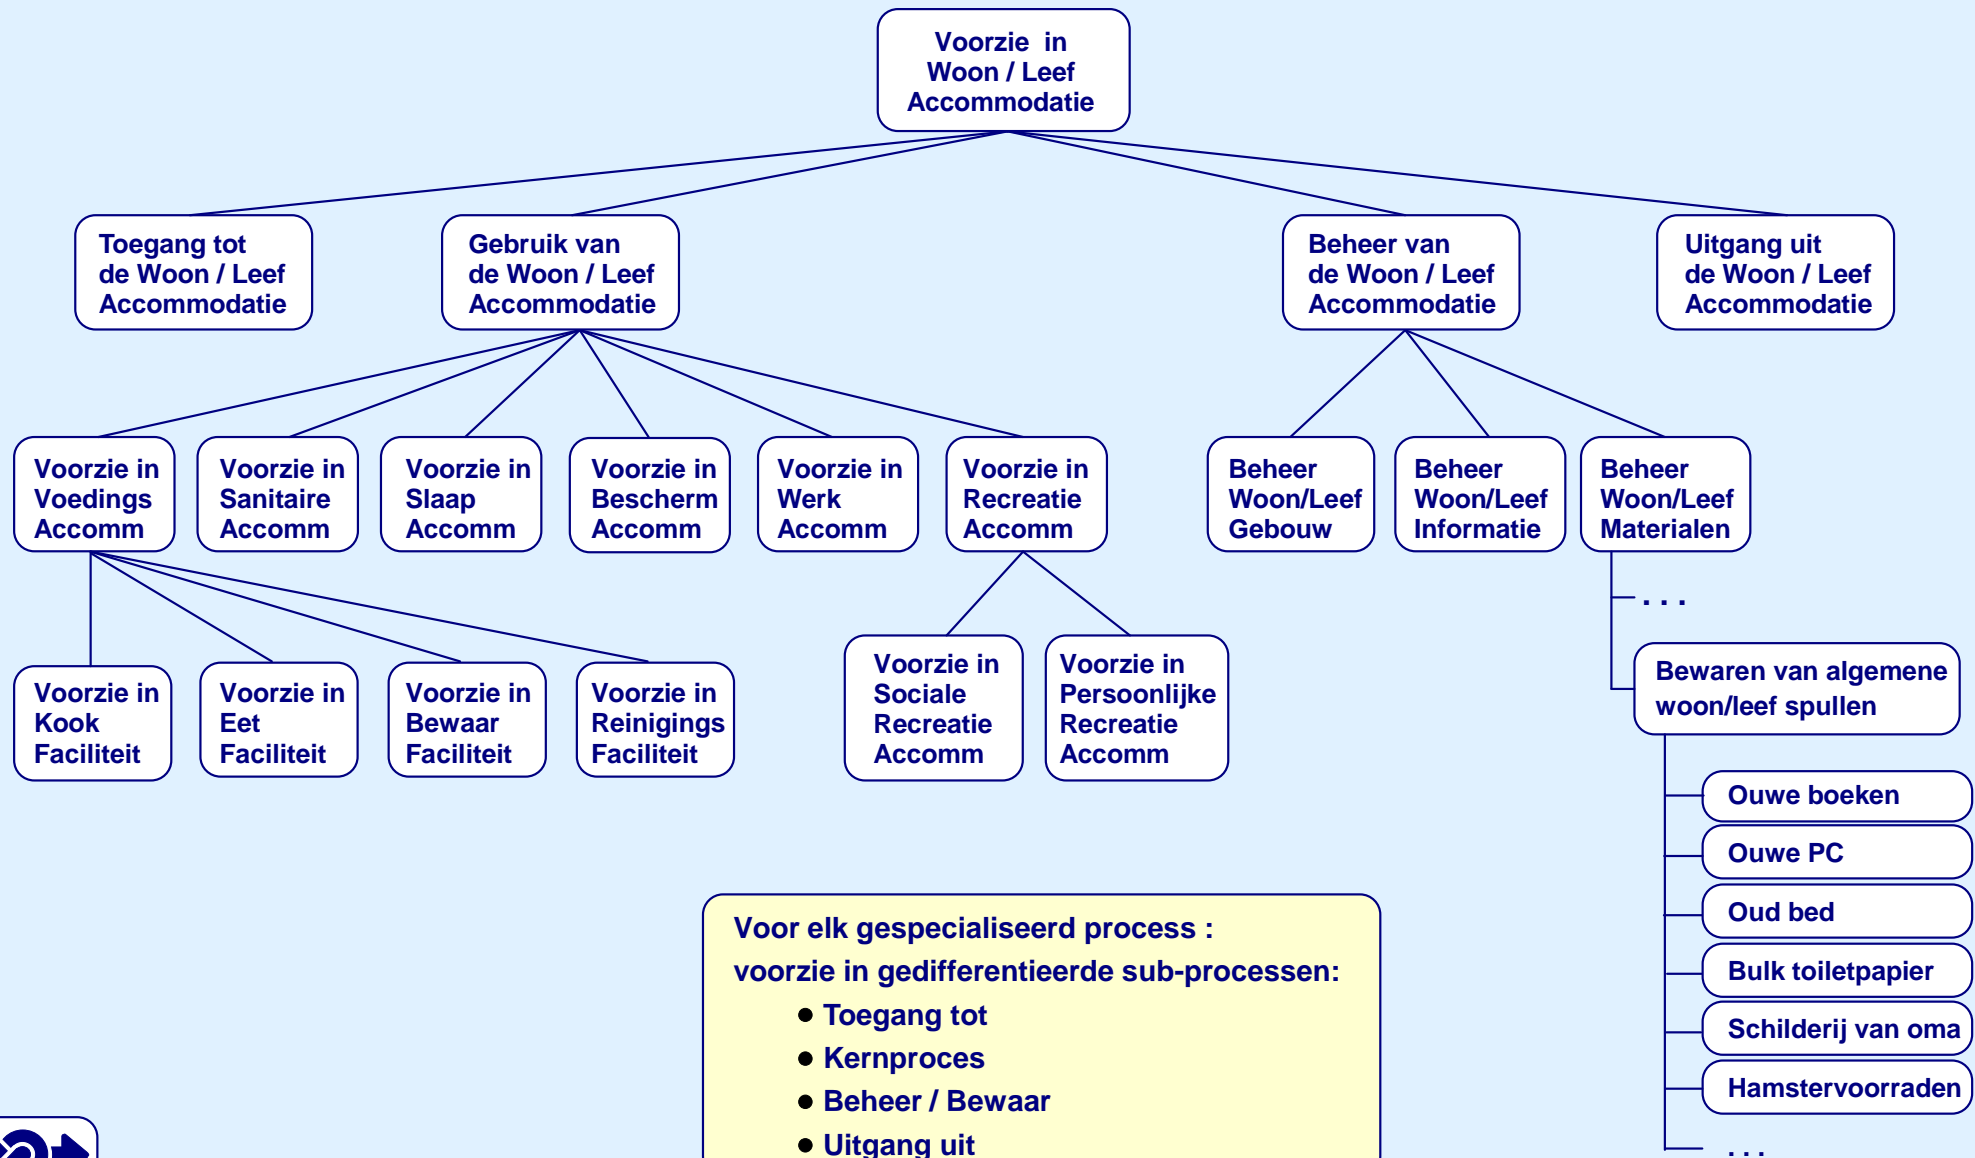 Voorzie in
Woon / Leef
Accommodatie
Toegang tot
de Woon / Leef
Accommodatie
Gebruik van
de Woon / Leef
Accommodatie
Beheer van
de Woon / Leef
Accommodatie
Uitgang uit
de Woon / Leef
Accommodatie
Voorzie in
Voedings
Accomm
Voorzie in
Sanitaire
Accomm
Voorzie in
Slaap
Accomm
Voorzie in
Bescherm
Accomm
Voorzie in
Werk
Accomm
Voorzie in
Recreatie
Accomm
Beheer
Woon/Leef
Gebouw
Beheer
Woon/Leef
Informatie
Beheer
Woon/Leef
Materialen
. . .
Voorzie in
Kook
Faciliteit
Voorzie in
Eet
Faciliteit
Voorzie in
Bewaar
Faciliteit
Voorzie in
Reinigings
Faciliteit
Voorzie in
Sociale
Recreatie
Accomm
Voorzie in
Persoonlijke
Recreatie
Accomm
Bewaren van algemene
woon/leef spullen
Ouwe boeken
Ouwe PC
Oud bed
Bulk toiletpapier
Schilderij van oma
Hamstervoorraden
. . .
Voor elk gespecialiseerd process :
voorzie in gedifferentieerde sub-processen:
● Toegang tot
● Kernproces
● Beheer / Bewaar
● Uitgang uit